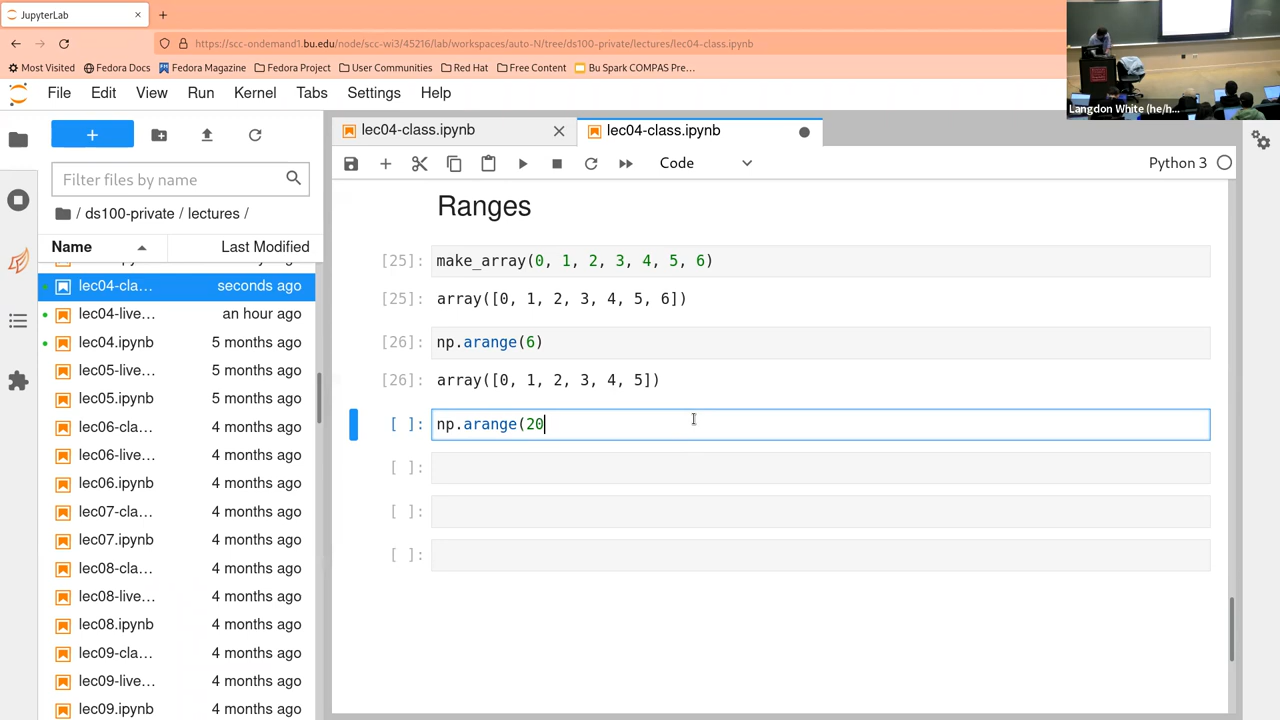 JupyterLab
https://scc-ondemand1.bu.edu/node/scc-wi3/45216/lab/workspaces/auto-N/tree/ds100-private/lectures/lec04-class.ipynb
Most Visited Fedora Docs Fedora Magazine Fedora Project User Communities Red Hat Free Content Bu Spark COMPAS Pre...
Langdon White (he/h...
File Edit View Run Kernel Tabs Settings Help
lec04-class.ipynb lec04-class.ipynb
Code Python 3
Filter files by name
/ ds100-private / lectures /
Name Last Modified
lec04-cla... seconds ago
lec04-live... an hour ago
lec04.ipynb 5 months ago
lec05-live... 5 months ago
lec05.ipynb 5 months ago
lec06-cla... 4 months ago
lec06-live... 4 months ago
lec06.ipynb 4 months ago
lec07-cla... 4 months ago
lec07.ipynb 4 months ago
lec08-cla... 4 months ago
lec08-live... 4 months ago
lec08.ipynb 4 months ago
lec09-cla... 4 months ago
lec09-live... 4 months ago
lec09.ipynb 4 months ago
Ranges
[25]: make_array(0, 1, 2, 3, 4, 5, 6)
[25]: array([0, 1, 2, 3, 4, 5, 6])
[26]: np.arange(6)
[26]: array([0, 1, 2, 3, 4, 5])
[ ]: np.arange(20
[ ]:
[ ]:
[ ]: